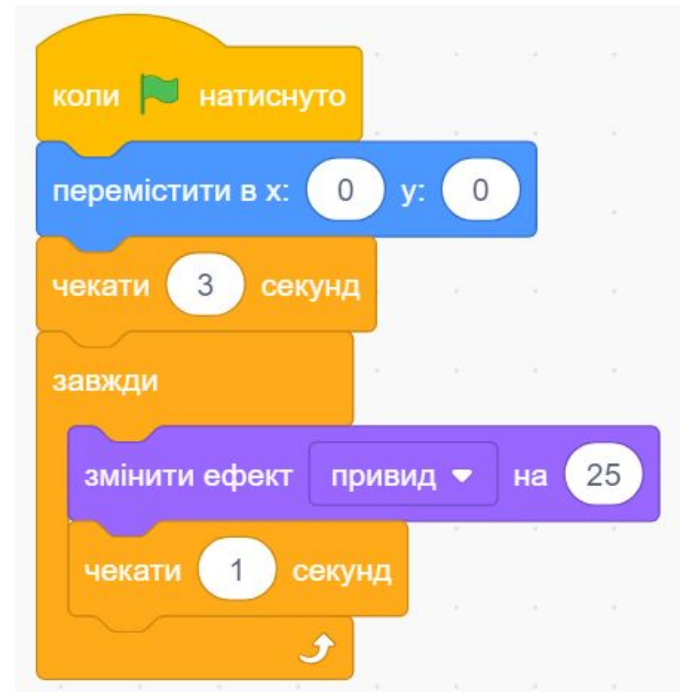 коли натиснуто
перемістити в x: 0 y: 0
чекати 3 секунд
завжди
змінити ефект привид на 25
чекати 1 секунд